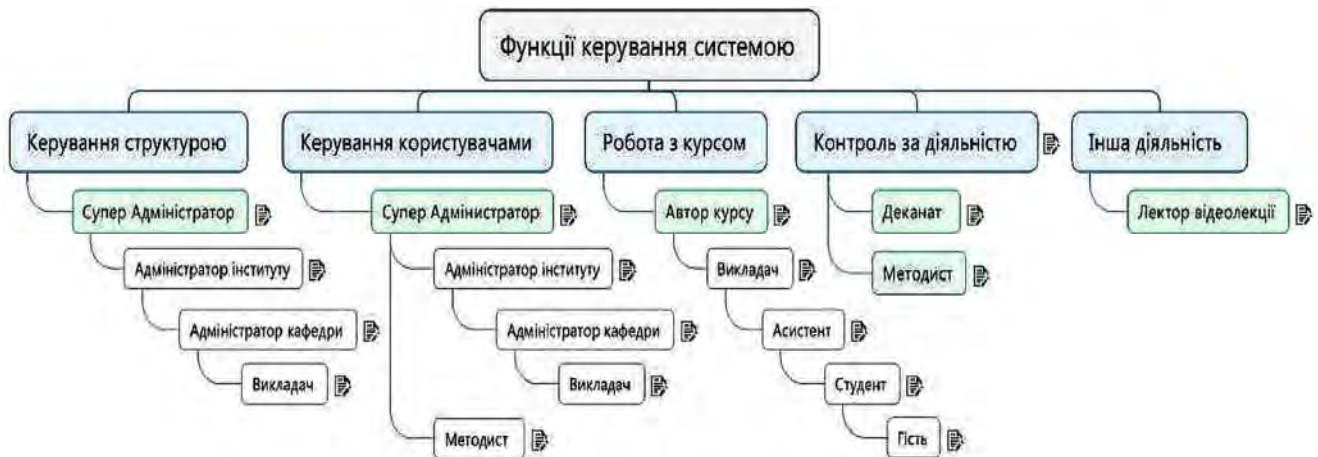 Функції керування системою
Керування структурою
Керування користувачами
Робота з курсом
Контроль за діяльністю
Інша діяльність
Супер Адміністратор
Адміністратор інституту
Адміністратор кафедри
Викладач
Супер Администратор
Адміністратор інституту
Адміністратор кафедри
Викладач
Методист
Автор курсу
Викладач
Асистент
Студент
Гість
Деканат
Методист
Лектор відеолекції